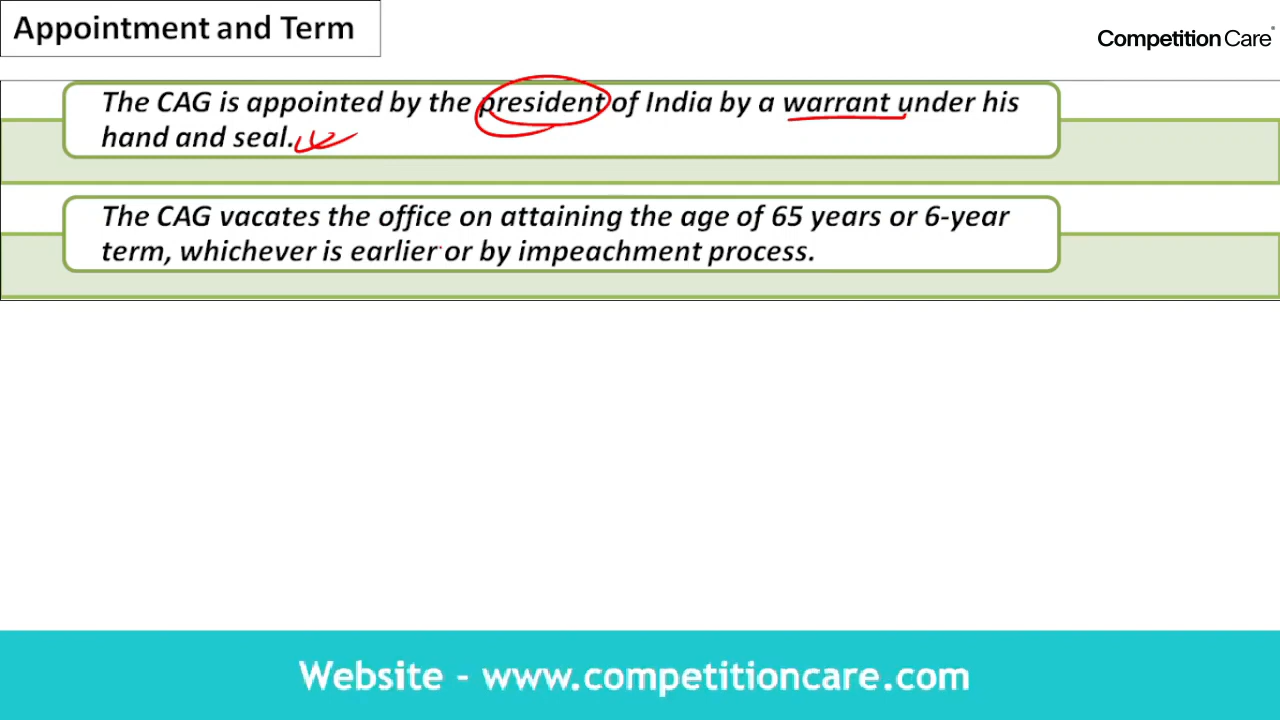 Appointment and Term
Competition Care
The CAG is appointed by the president of India by a warrant under his
hand and seal.
The CAG vacates the office on attaining the age of 65 years or 6-year
term, whichever is earlier or by impeachment process.
Website - www.competitioncare.com